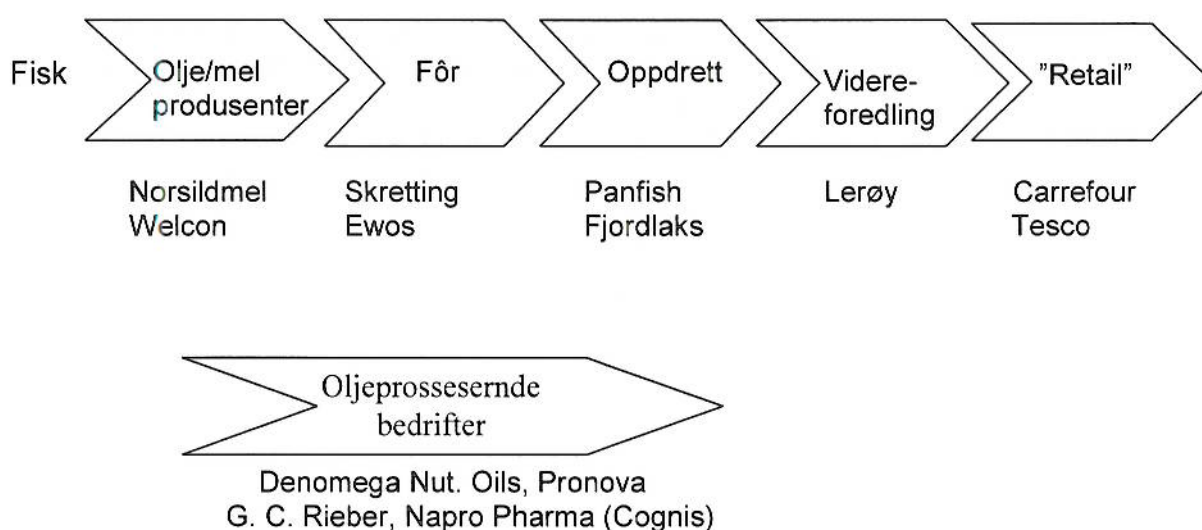 Fisk
Olje/mel
produsenter
Fôr
Oppdrett
Videre-
foredling
”Retail”
Norsildmel
Welcon
Skretting
Ewos
Panfish
Fjordlaks
Lerøy
Carrefour
Tesco
Oljeprossesernde
bedrifter
Denomega Nut. Oils, Pronova
G. C. Rieber, Napro Pharma (Cognis)